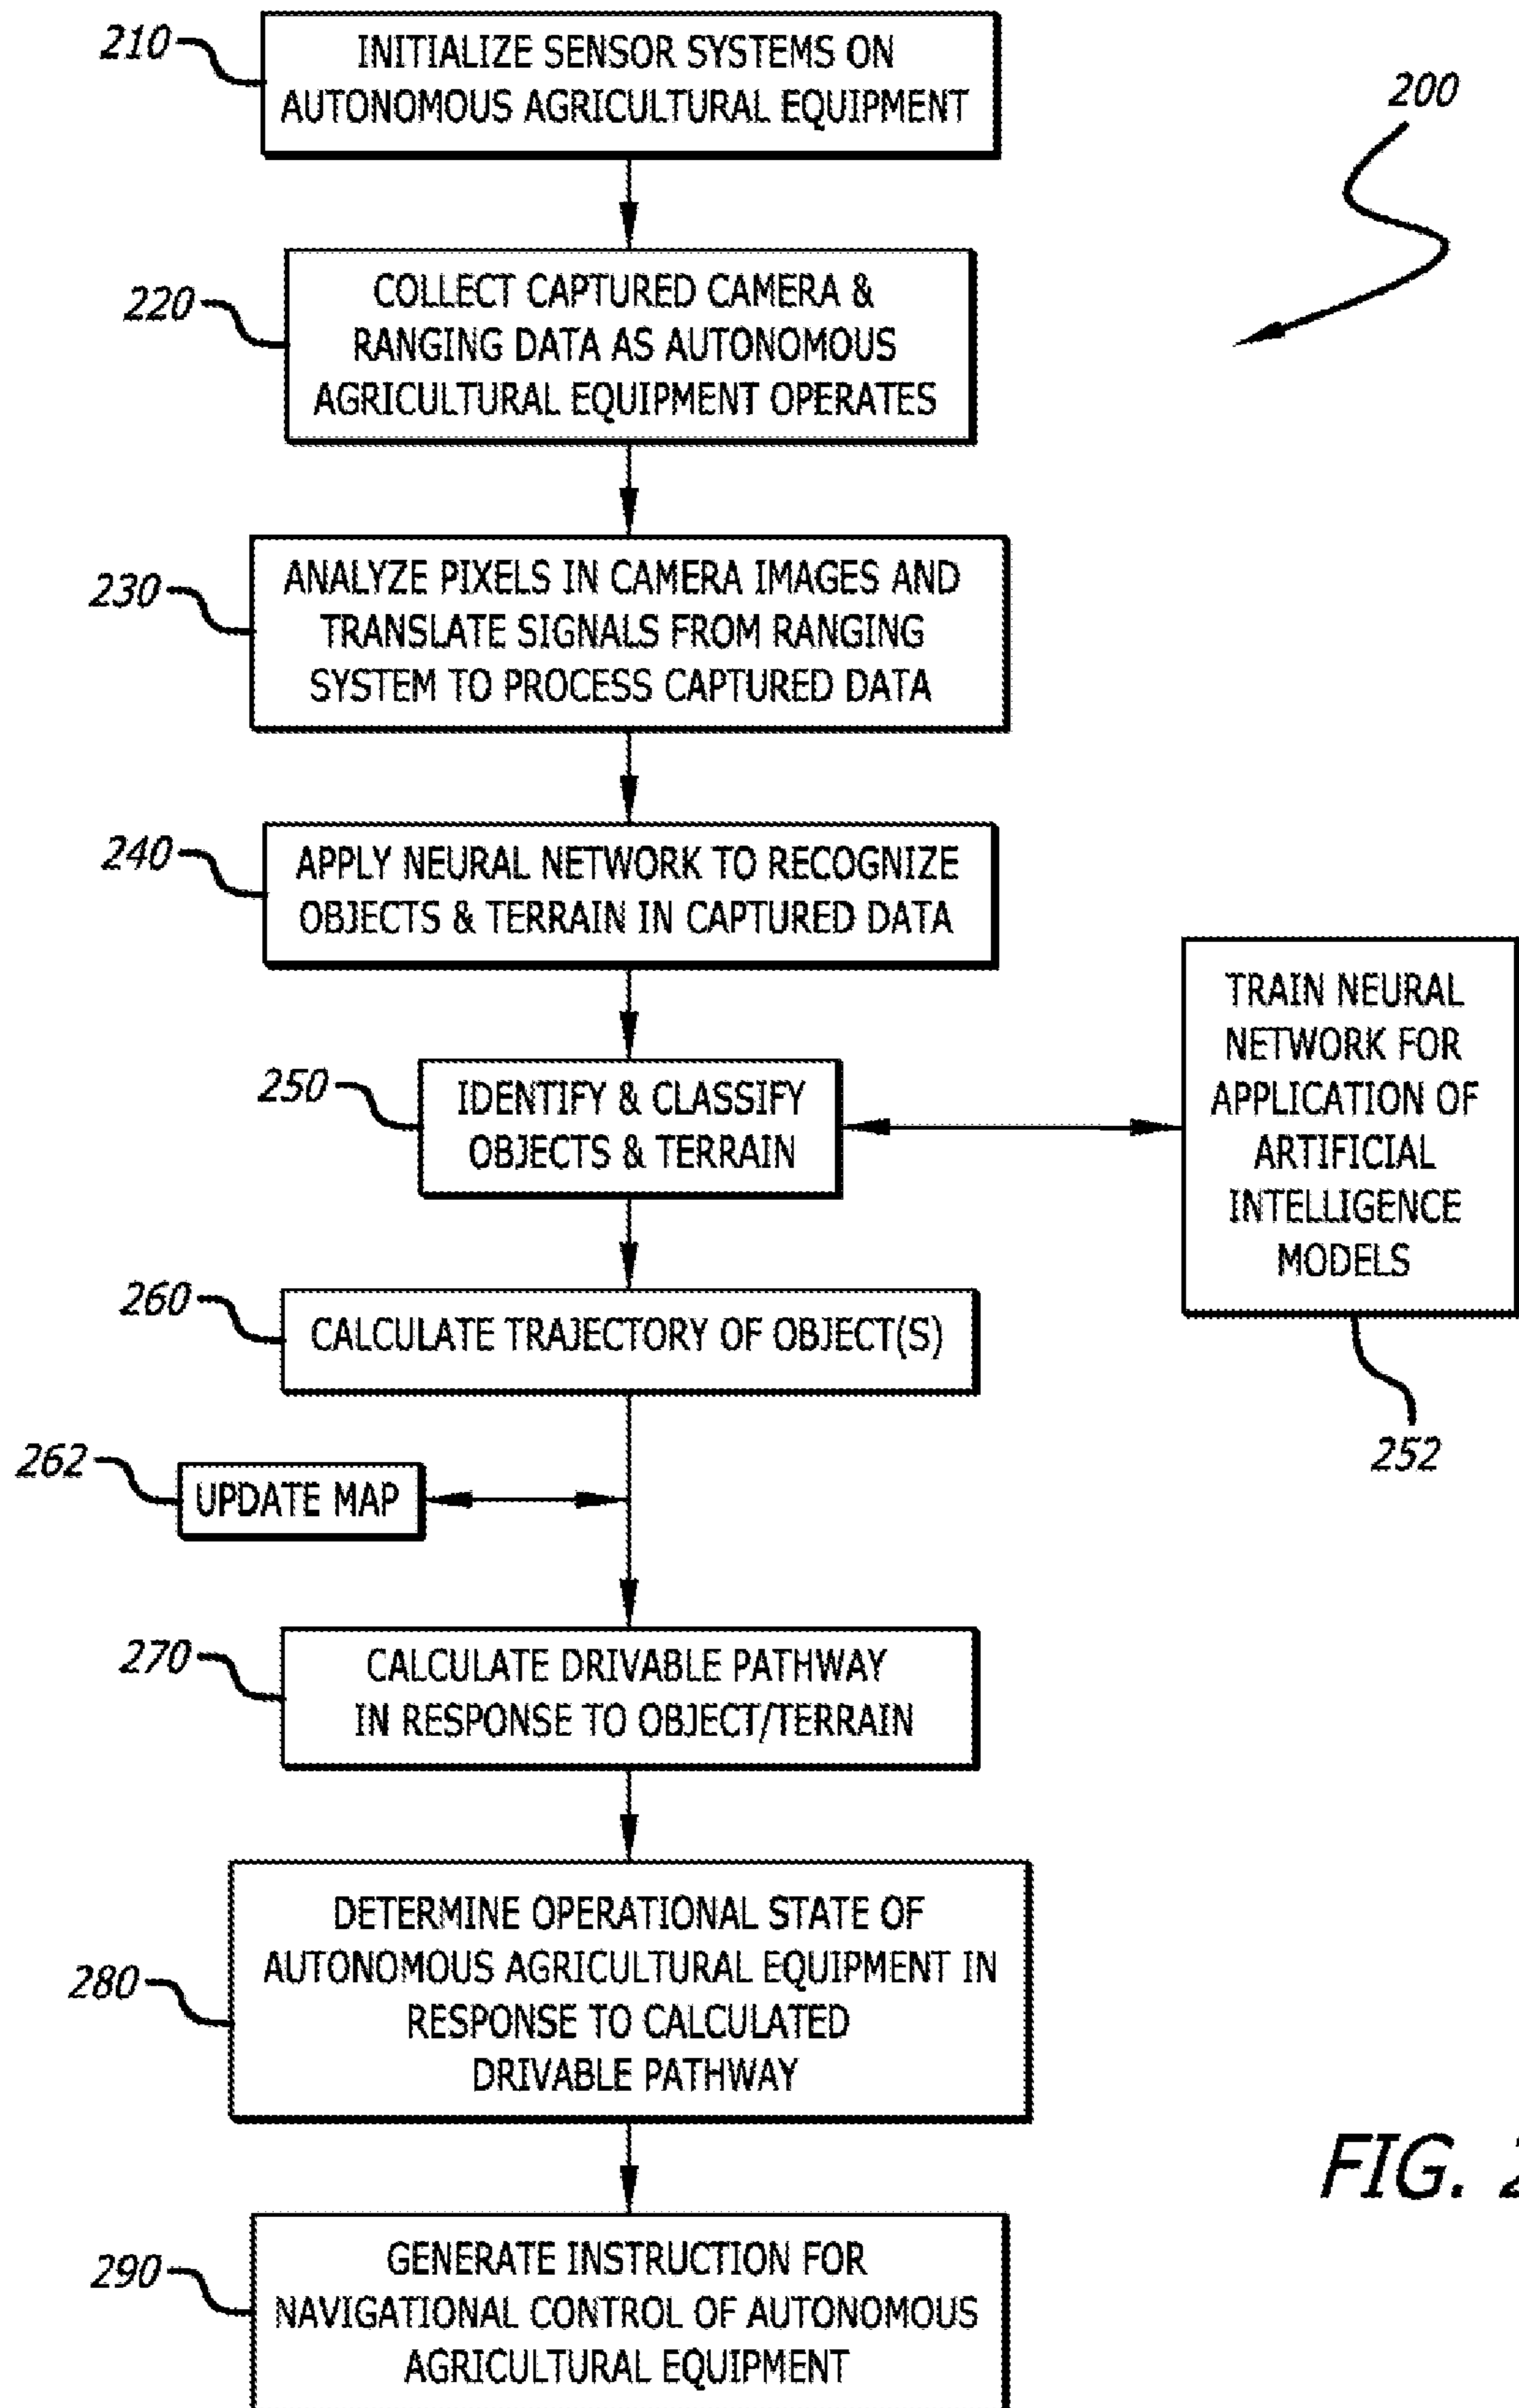 210
INITIALIZE SENSOR SYSTEMS ON
AUTONOMOUS AGRICULTURAL EQUIPMENT
200
220
COLLECT CAPTURED CAMERA &
RANGING DATA AS AUTONOMOUS
AGRICULTURAL EQUIPMENT OPERATES
230
ANALYZE PIXELS IN CAMERA IMAGES AND
TRANSLATE SIGNALS FROM RANGING
SYSTEM TO PROCESS CAPTURED DATA
240
APPLY NEURAL NETWORK TO RECOGNIZE
OBJECTS & TERRAIN IN CAPTURED DATA
250
IDENTIFY & CLASSIFY
OBJECTS & TERRAIN
TRAIN NEURAL
NETWORK FOR
APPLICATION OF
ARTIFICIAL
INTELLIGENCE
MODELS
252
260
CALCULATE TRAJECTORY OF OBJECT(S)
262
UPDATE MAP
270
CALCULATE DRIVABLE PATHWAY
IN RESPONSE TO OBJECT/TERRAIN
280
DETERMINE OPERATIONAL STATE OF
AUTONOMOUS AGRICULTURAL EQUIPMENT IN
RESPONSE TO CALCULATED
DRIVABLE PATHWAY
FIG. 2
290
GENERATE INSTRUCTION FOR
NAVIGATIONAL CONTROL OF AUTONOMOUS
AGRICULTURAL EQUIPMENT